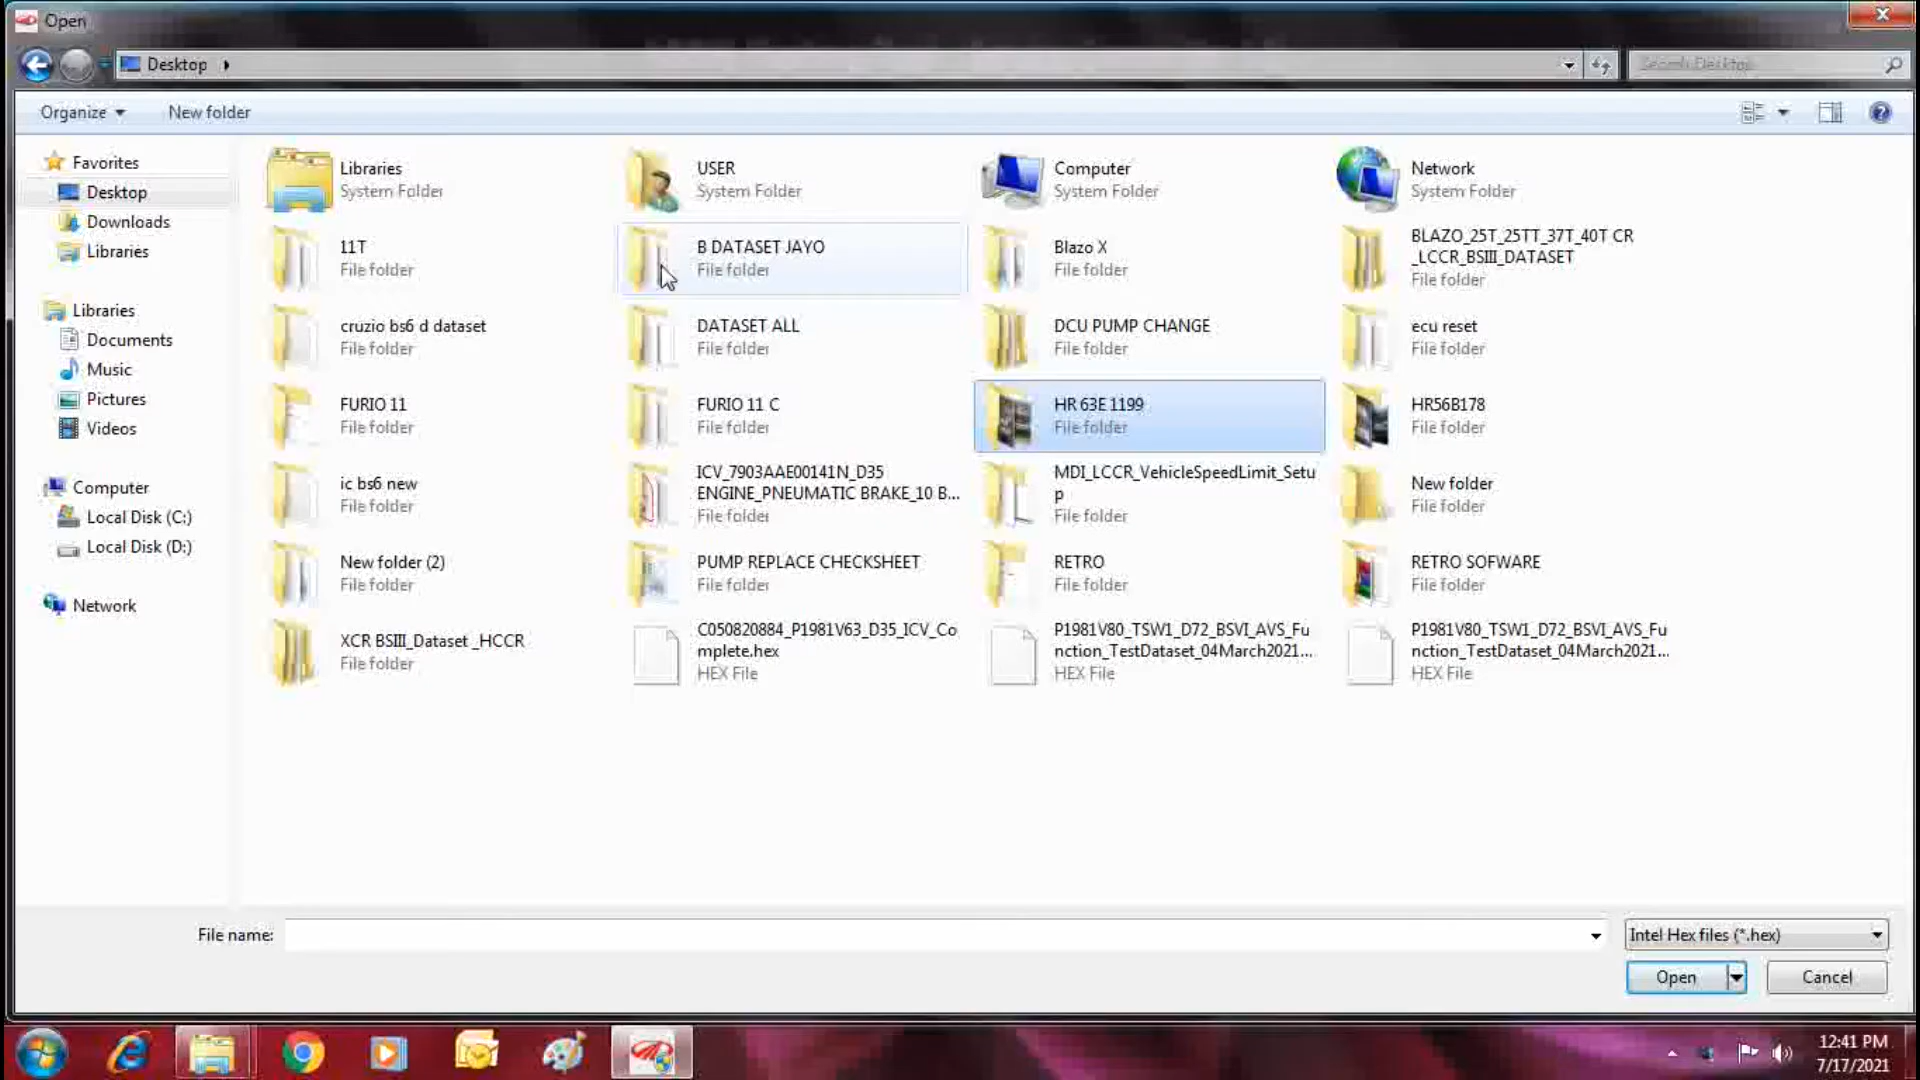 Open
Desktop
Search Desktop
Organize
New folder
Favorites
Desktop
Downloads
Libraries
Libraries
Documents
Music
Pictures
Videos
Computer
Local Disk (C:)
Local Disk (D:)
Network
Libraries
System Folder
USER
System Folder
Computer
System Folder
Network
System Folder
11T
File folder
B DATASET JAYO
File folder
Blazo X
File folder
BLAZO_25T_25TT_37T_40T CR
_LCCR_BSIII_DATASET
File folder
cruzio bs6 d dataset
File folder
DATASET ALL
File folder
DCU PUMP CHANGE
File folder
ecu reset
File folder
FURIO 11
File folder
FURIO 11 C
File folder
HR 63E 1199
File folder
HR56B178
File folder
ic bs6 new
File folder
ICV_7903AAE00141N_D35
ENGINE_PNEUMATIC BRAKE_10 B...
File folder
MDI_LCCR_VehicleSpeedLimit_Setu
p
File folder
New folder
File folder
New folder (2)
File folder
PUMP REPLACE CHECKSHEET
File folder
RETRO
File folder
RETRO SOFWARE
File folder
XCR BSIII_Dataset _HCCR
File folder
C050820884_P1981V63_D35_ICV_Co
mplete.hex
HEX File
P1981V80_TSW1_D72_BSVI_AVS_Fu
nction_TestDataset_04March2021...
HEX File
P1981V80_TSW1_D72_BSVI_AVS_Fu
nction_TestDataset_04March2021...
HEX File
File name:
Intel Hex files (*.hex)
Open
Cancel
12:41 PM
7/17/2021